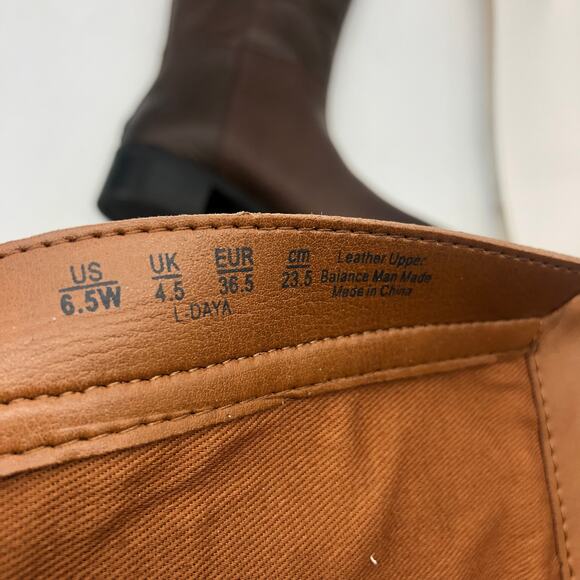 US UK EUR cm Leather Upper
6.5W 4.5 36.5 23.5 Balance Man Made
L-DAYA Made in China